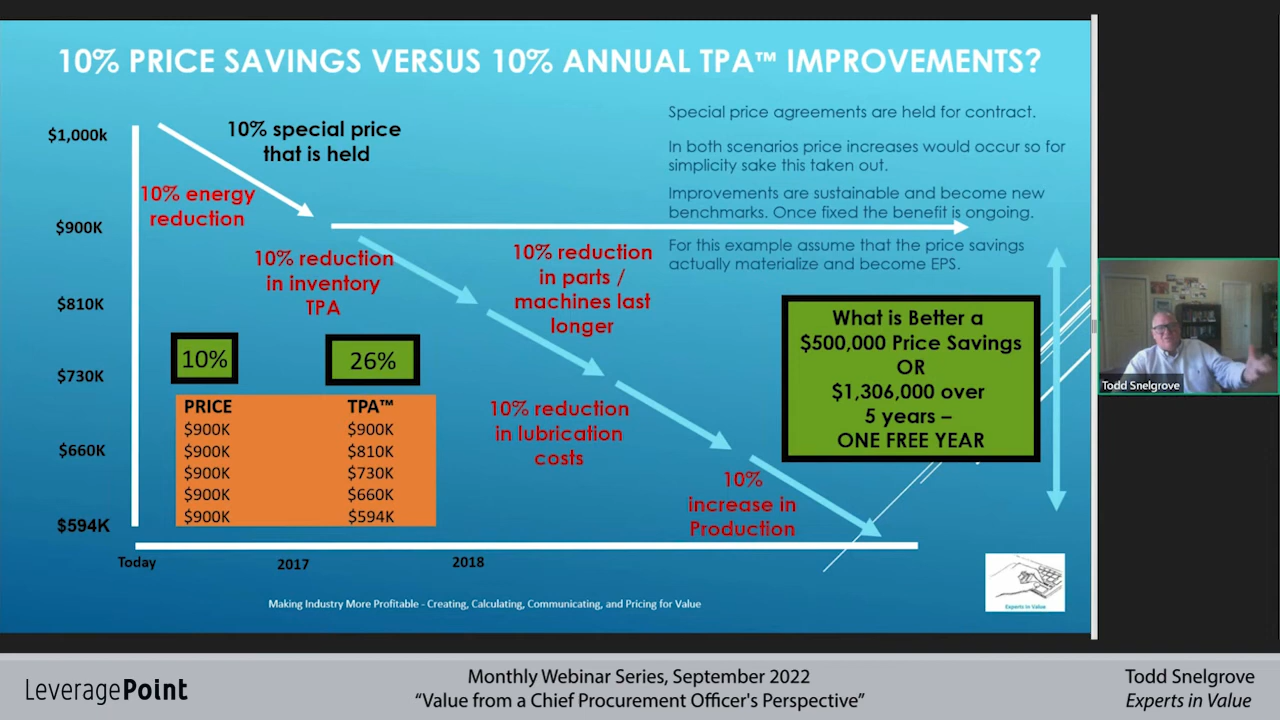 10% PRICE SAVINGS VERSUS 10% ANNUAL TPA™ IMPROVEMENTS?
$1,000k
$900K
$810K
$730K
$660K
$594K
10% special price
that is held
10% energy
reduction
10% reduction
in inventory
TPA
10% reduction
in parts /
machines last
longer
10% reduction
in lubrication
costs
10%
increase in
Production
Special price agreements are held for contract.
In both scenarios price increases would occur so for
simplicity sake this taken out.
Improvements are sustainable and become new
benchmarks. Once fixed the benefit is ongoing.
For this example assume that the price savings
actually materialize and become EPS.
10%
26%
PRICE TPA™
$900K $900K
$900K $810K
$900K $730K
$900K $660K
$900K $594K
What is Better a
$500,000 Price Savings
OR
$1,306,000 over
5 years –
ONE FREE YEAR
Today 2017 2018
Making Industry More Profitable - Creating, Calculating, Communicating, and Pricing for Value
Experts in Value
Todd Snelgrove
LeveragePoint
Monthly Webinar Series, September 2022
“Value from a Chief Procurement Officer's Perspective”
Todd Snelgrove
Experts in Value